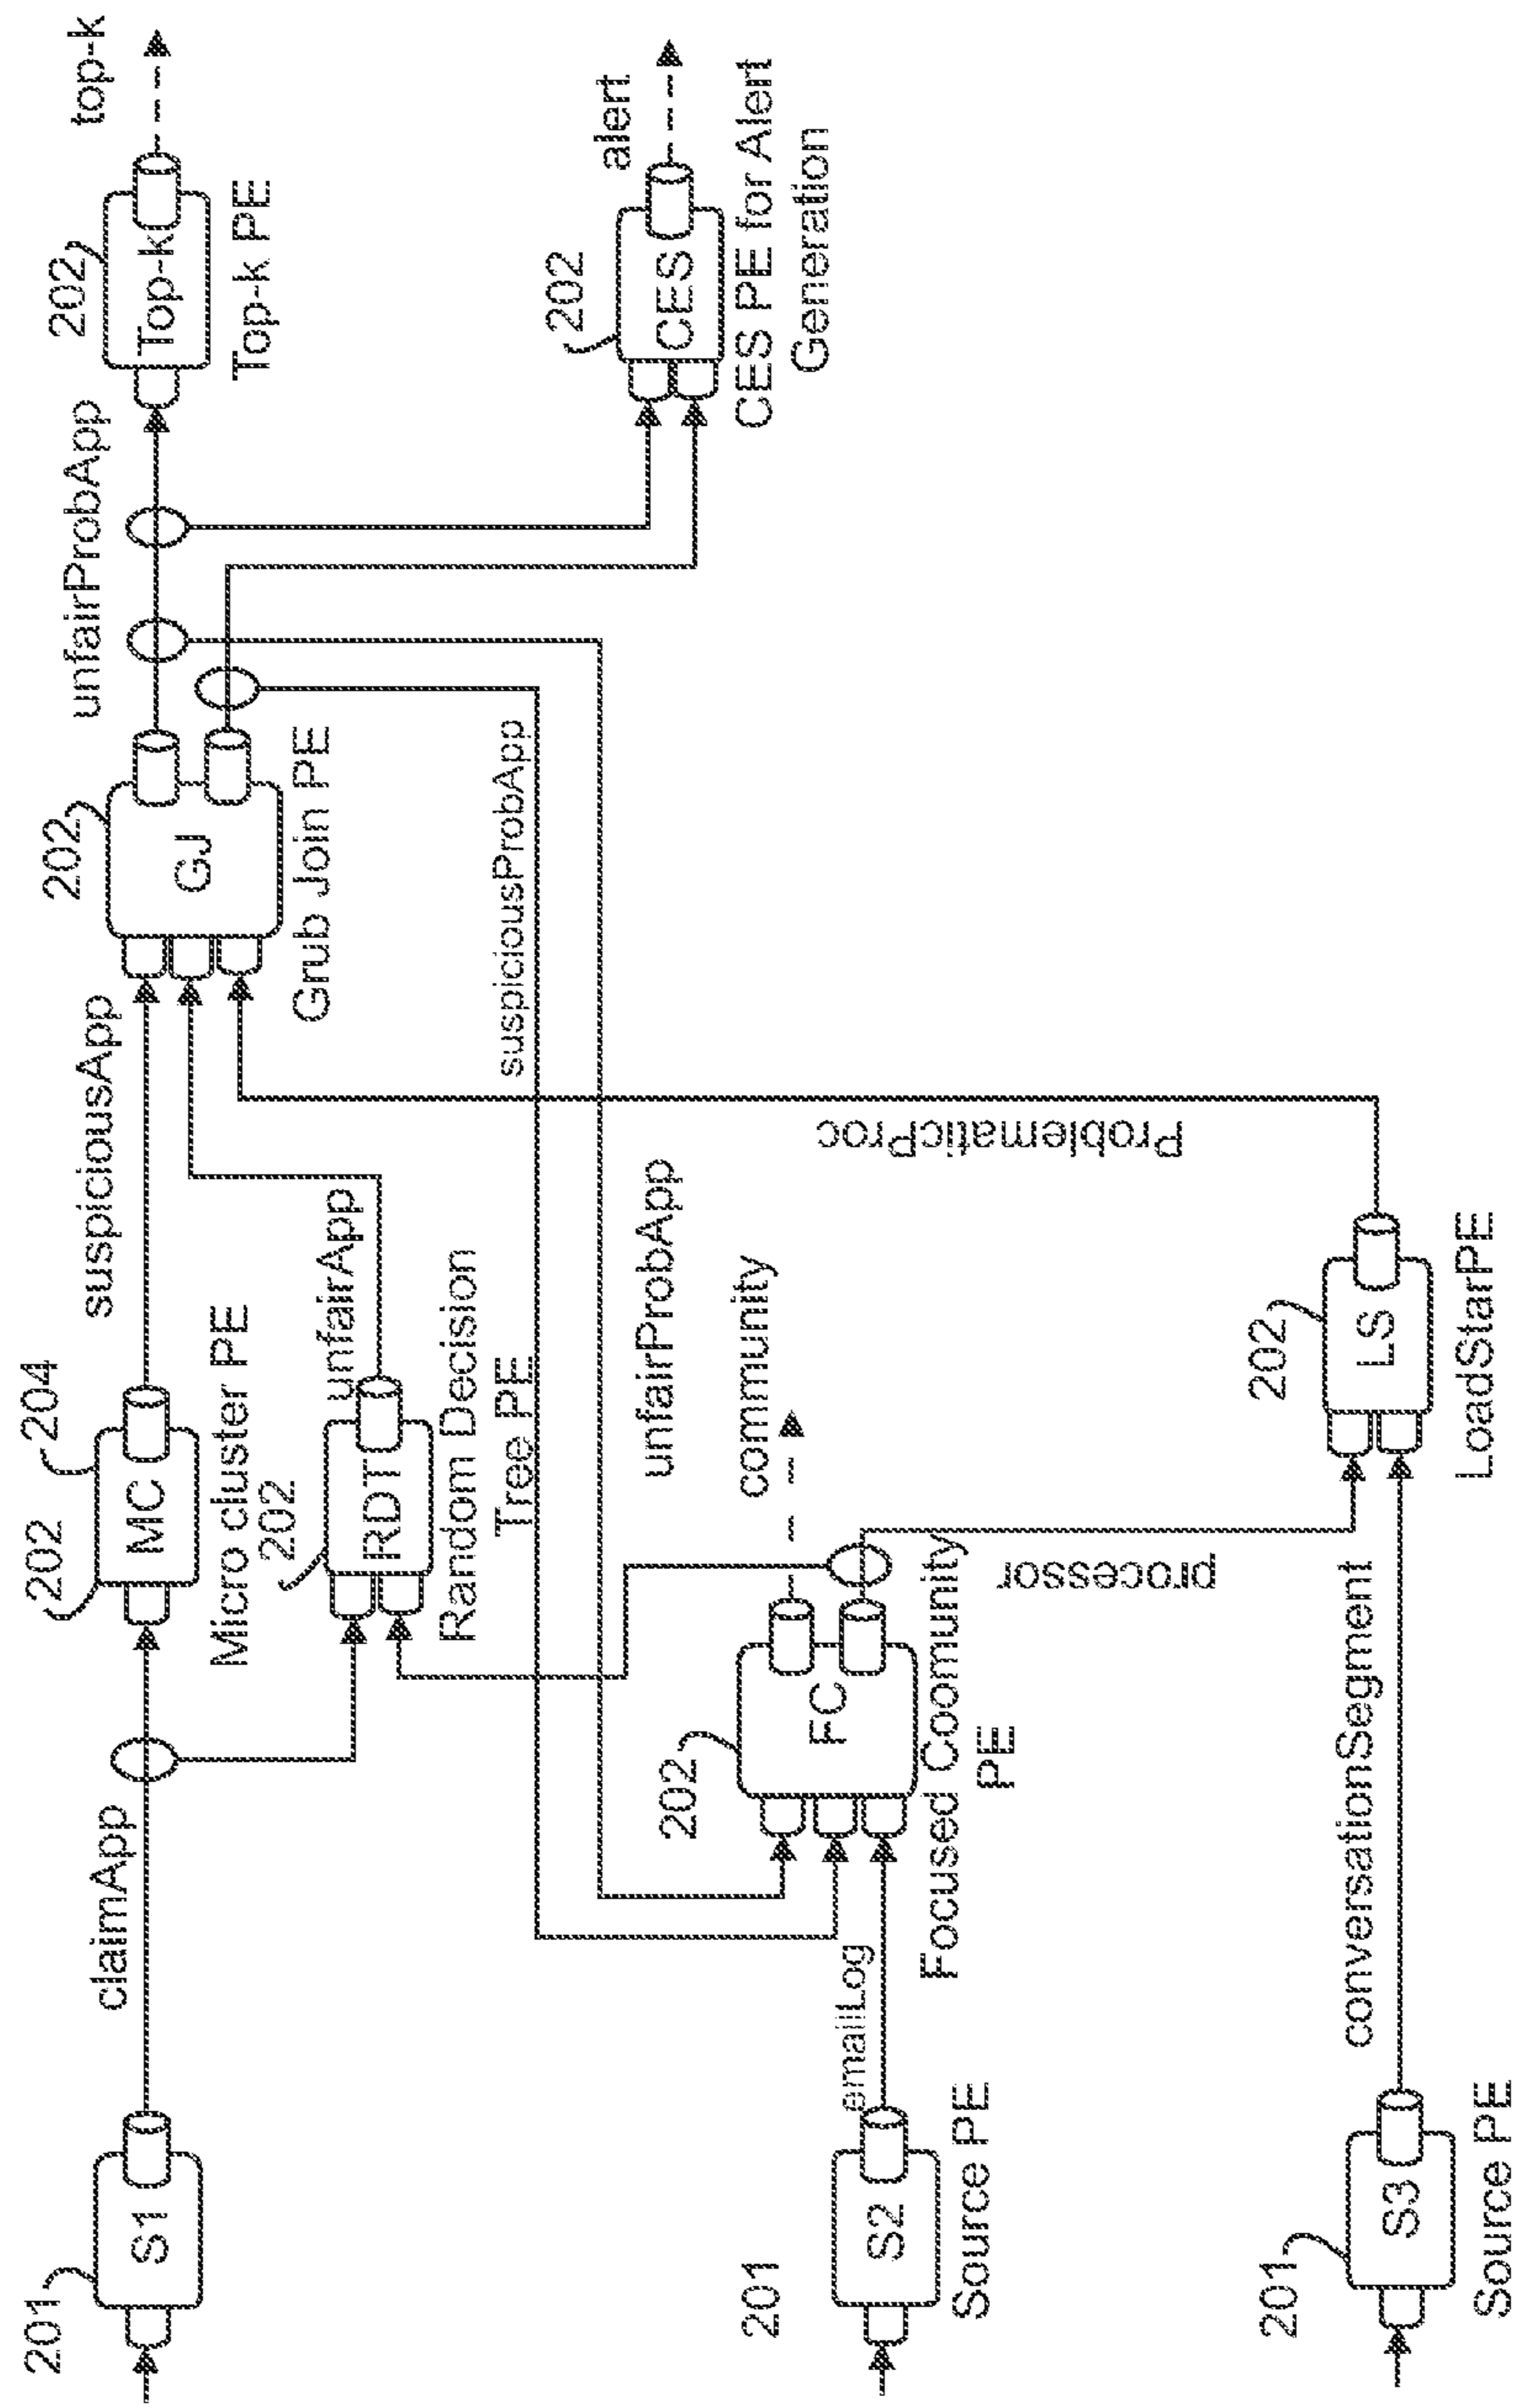 201
S1
claimApp
202
204
MC
Micro cluster PE
suspiciousApp
202
RDT
unfairApp
Random Decision
Tree PE
202
GJ
Grub Join PE
unfairProbApp
202
Top-k
Top-k PE
top-k
suspiciousProbApp
unfairProbApp
202
CES
CES PE for Alert
Generation
alert
201
S2
Source PE
emailLog
202
FC
Focused Coomunity
PE
community
processor
ProblematicProc
201
S3
Source PE
conversationSegment
202
LS
LoadStarPE